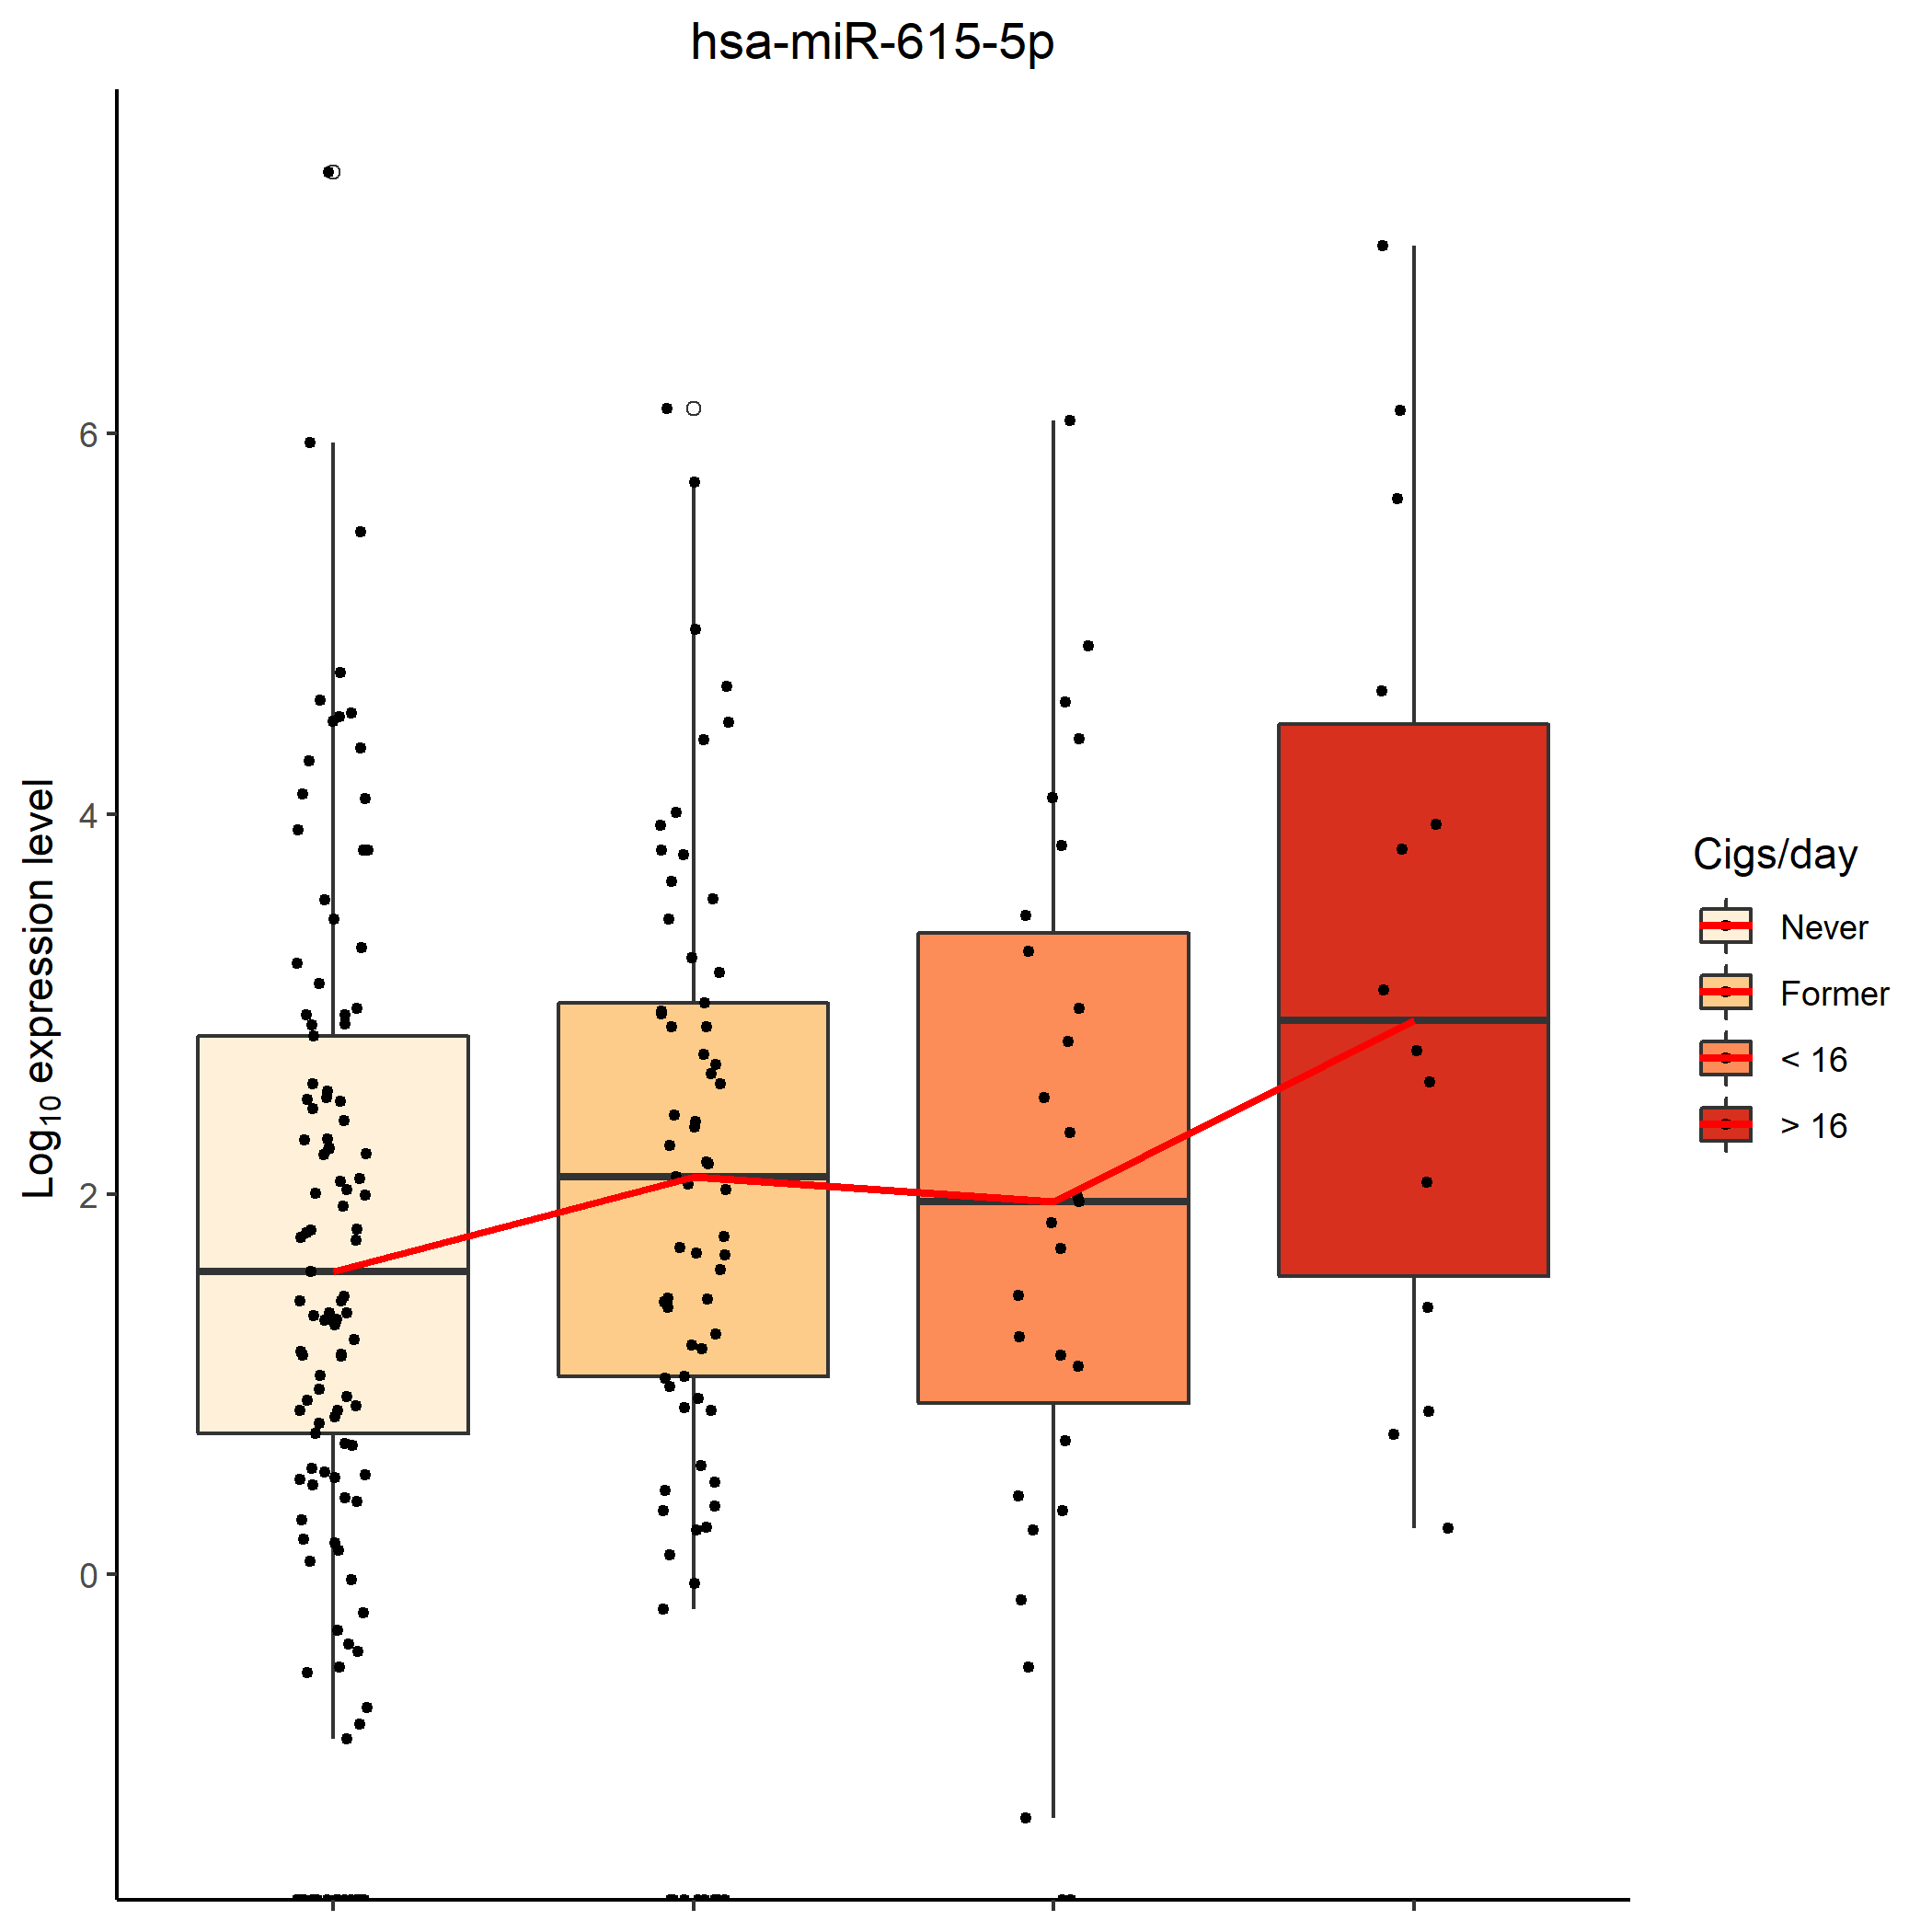 hsa-miR-615-5p
Log₁₀ expression level
6
4
2
0
Cigs/day
Never
Former
< 16
> 16